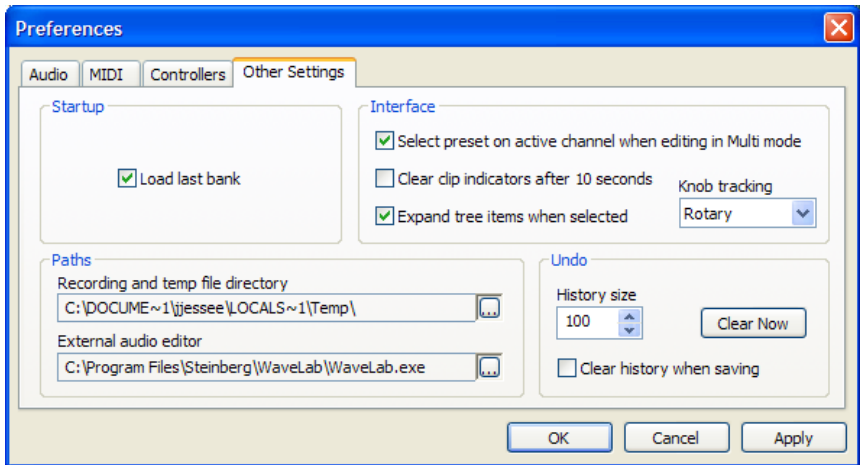 Preferences
Audio MIDI Controllers Other Settings
Startup
Load last bank
Interface
Select preset on active channel when editing in Multi mode
Clear clip indicators after 10 seconds
Expand tree items when selected
Knob tracking
Rotary
Paths
Recording and temp file directory
C:\DOCUME~1\jjessee\LOCALS~1\Temp\
...
External audio editor
C:\Program Files\Steinberg\WaveLab\WaveLab.exe
...
Undo
History size
100
Clear Now
Clear history when saving
OK Cancel Apply